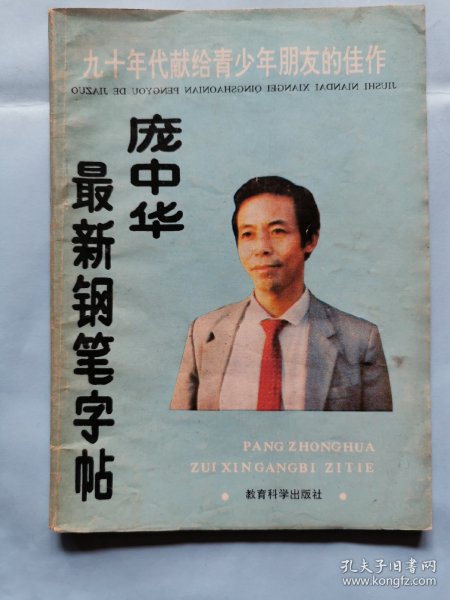 九十年代献给青少年朋友的佳作
JIUSHI NIANDAI XIANGEI QINGSHAONIAN PENGYOU DE JIAZUO
庞中华
最新钢笔字帖
PANG ZHONGHUA
ZUI XINGANGBI ZITIE
• 教育科学出版社 •
孔夫子旧书网
www.kongfz.com